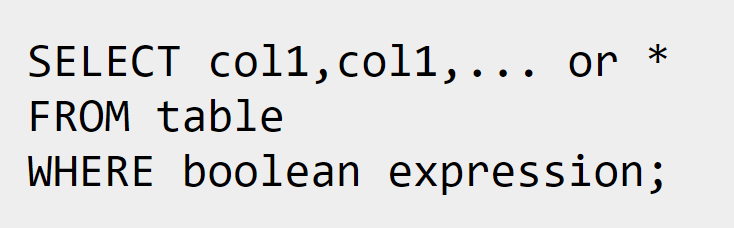 SELECT col1,col1,... or *
FROM table
WHERE boolean expression;